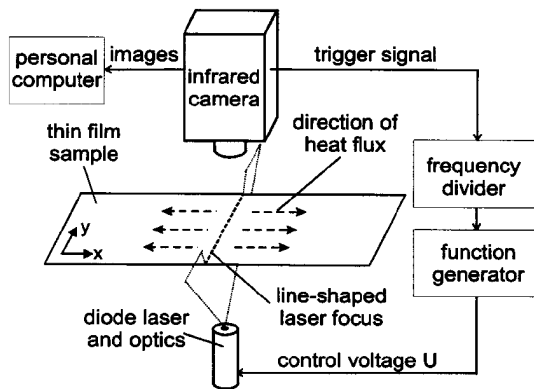 personal
computer
images
infrared
camera
trigger signal
thin film
sample
direction of
heat flux
frequency
divider
y
x
function
generator
line-shaped
laser focus
diode laser
and optics
control voltage U